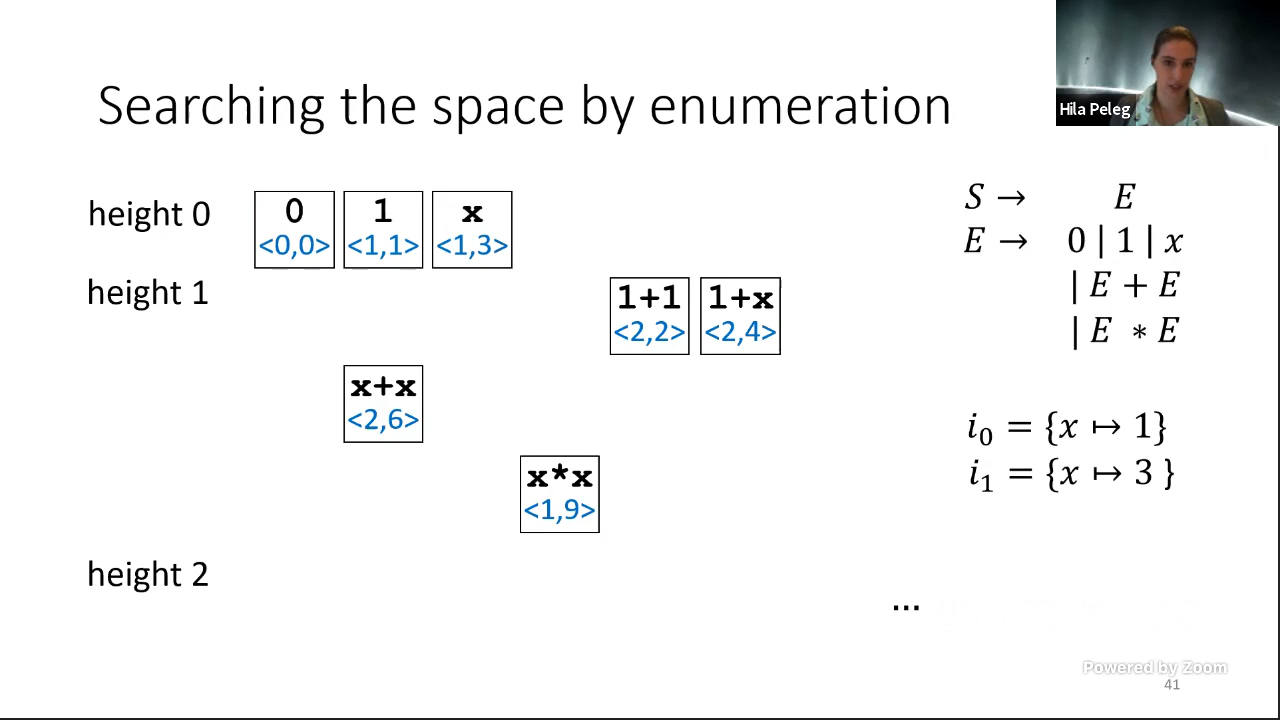 Hila Peleg
Searching the space by enumeration
height 0
0 1 x
<0,0> <1,1> <1,3>
height 1
1+1 1+x
<2,2> <2,4>
x+x
<2,6>
x*x
<1,9>
height 2
...
S → E
E → 0 | 1 | x
| E + E
| E ∗ E
i₀ = {x ↦ 1}
i₁ = {x ↦ 3 }
Powered by Zoom
41